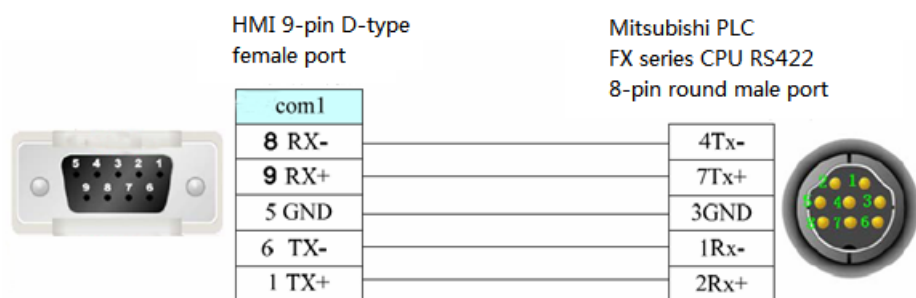 HMI 9-pin D-type
female port
Mitsubishi PLC
FX series CPU RS422
8-pin round male port
com1
8 RX-
9 RX+
5 GND
6 TX-
1 TX+
4Tx-
7Tx+
3GND
1Rx-
2Rx+
5 4 3 2 1
9 8 7 6
2 1
5 4 3
8 7 6